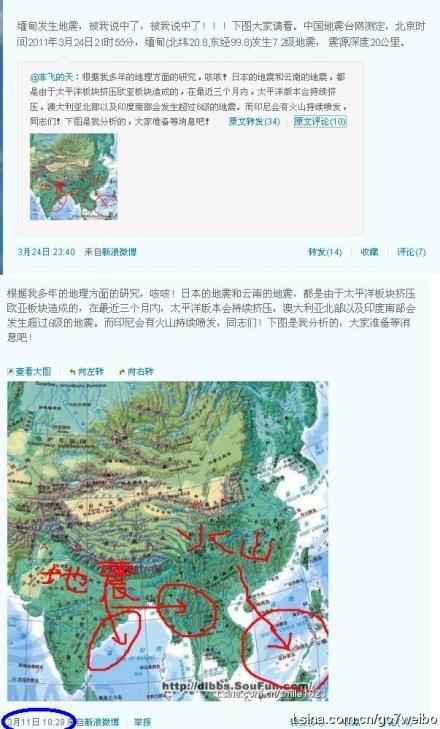 缅甸发生地震，被我说中了，被我说中了！！！下图大家请看。中国地震台网测定，北京时
间2011年3月24日21时55分，缅甸(北纬20.8,东经99.8)发生7.2级地震， 震源深度20公里。
@非飞的天：根据我多年的地理方面的研究，咳咳！日本的地震和云南的地震，都
是由于太平洋板块挤压欧亚板块造成的，在最近三个月内，太平洋版本会持续挤
压，澳大利亚北部以及印度南部会发生超过6级的地震。而印尼会有火山持续喷发，
同志们！下图是我分析的，大家准备等消息吧！ 原文转发(34) 原文评论(10)
3月24日 23:40 来自新浪微博 转发(14) 收藏 评论(7)
根据我多年的地理方面的研究，咳咳！日本的地震和云南的地震，都是由于太平洋板块挤压
欧亚板块造成的，在最近三个月内，太平洋版本会持续挤压，澳大利亚北部以及印度南部会
发生超过6级的地震。而印尼会有火山持续喷发，同志们！下图是我分析的，大家准备等消
息吧！
查看大图 向左转 向右转
火山
地震
http://dlbbs.SouFun.com
3月11日 18:28 来自新浪微博 举报
t.sina.com.cn/go7weibo